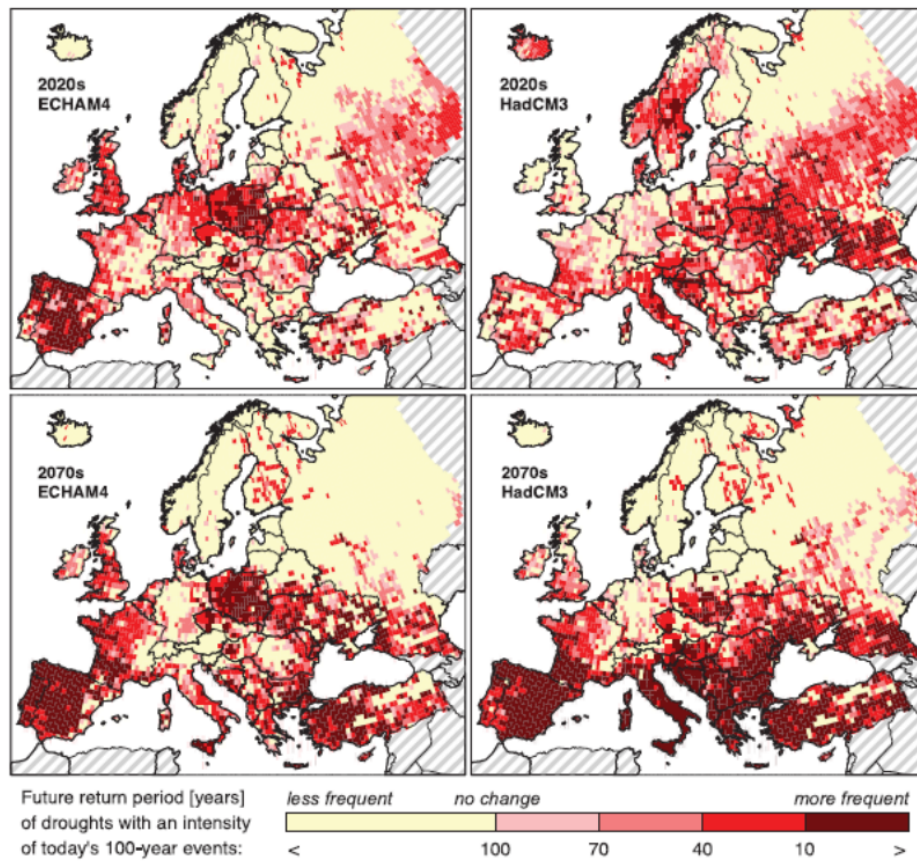 2020s
ECHAM4
2020s
HadCM3
2070s
ECHAM4
2070s
HadCM3
Future return period [years]
of droughts with an intensity
of today's 100-year events:
less frequent no change more frequent
< 100 70 40 10 >